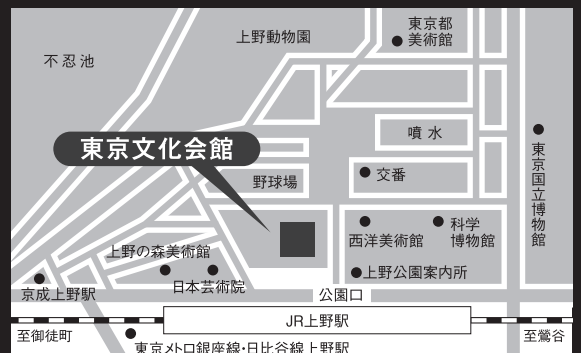 東京都
美術館
上野動物園
不忍池
噴水
東京文化会館
東京国立博物館
野球場
交番
西洋美術館
科学
博物館
上野の森美術館
上野公園案内所
日本芸術院
京成上野駅
公園口
JR上野駅
至御徒町
至鶯谷
東京メトロ銀座線・日比谷線上野駅